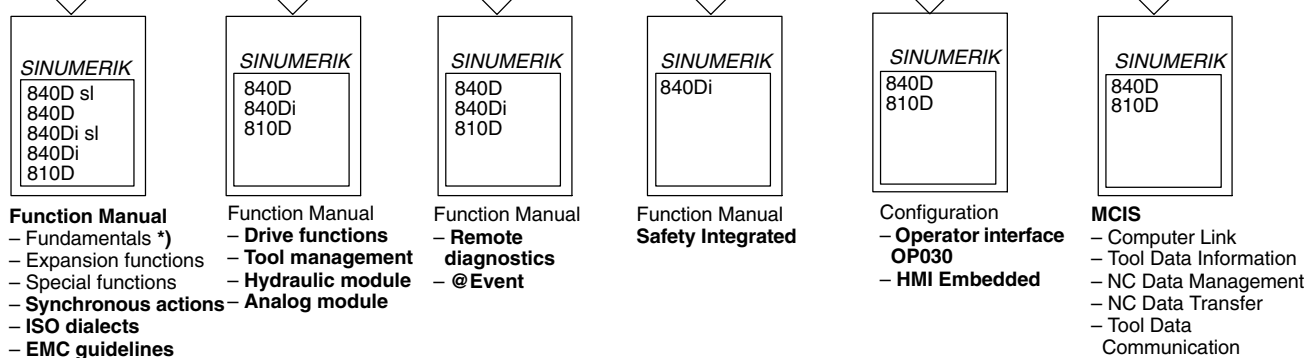 SINUMERIK
840D sl
840D
840Di sl
840Di
810D
Function Manual
– Fundamentals *)
– Expansion functions
– Special functions
– Synchronous actions
– ISO dialects
– EMC guidelines
SINUMERIK
840D
840Di
810D
Function Manual
– Drive functions
– Tool management
– Hydraulic module
– Analog module
SINUMERIK
840D
840Di
810D
Function Manual
– Remote
diagnostics
– @Event
SINUMERIK
840Di
Function Manual
Safety Integrated
SINUMERIK
840D
810D
Configuration
– Operator interface
OP030
– HMI Embedded
SINUMERIK
840D
810D
MCIS
– Computer Link
– Tool Data Information
– NC Data Management
– NC Data Transfer
– Tool Data
Communication